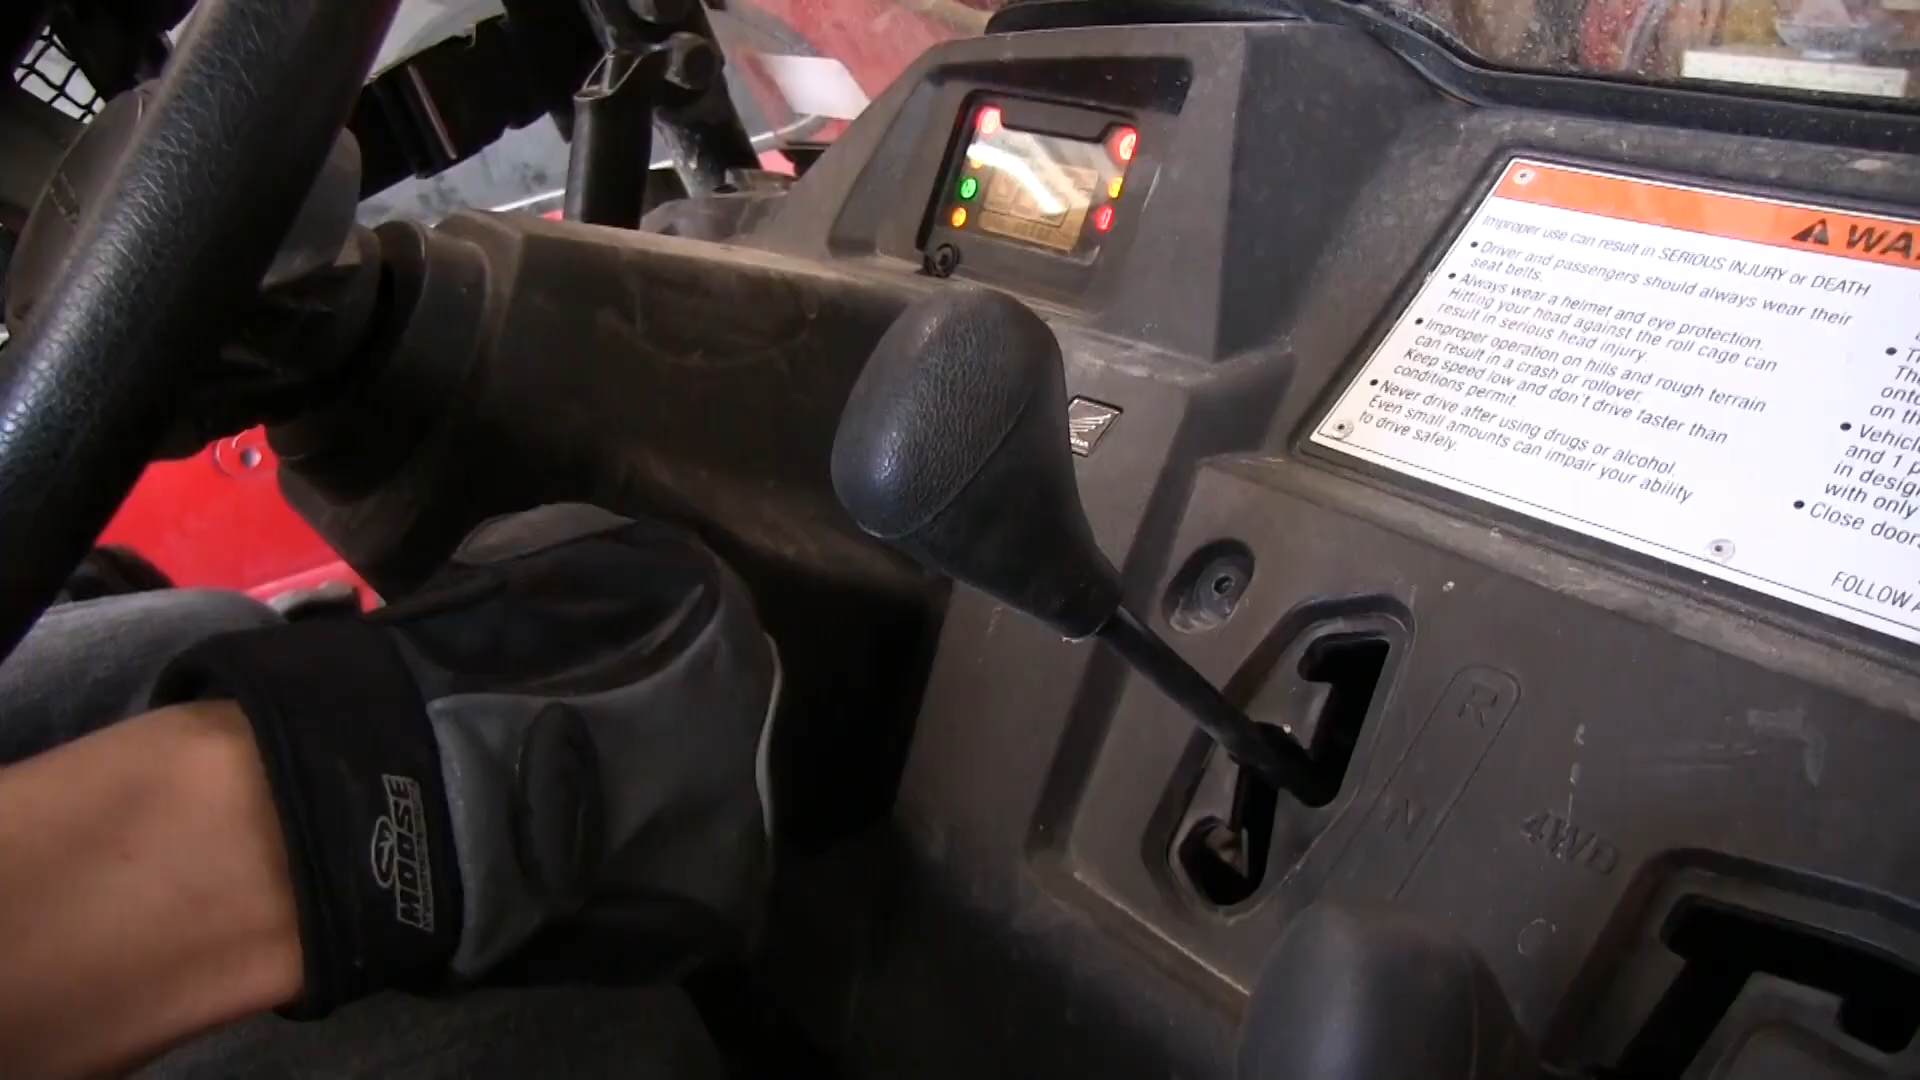 WA
Improper use can result in SERIOUS INJURY or DEATH
• Driver and passengers should always wear their
seat belts.
• Always wear a helmet and eye protection.
Hitting your head against the roll cage can
result in serious head injury.
• Improper operation on hills and rough terrain
can result in a crash or rollover.
Keep speed low and don't drive faster than
conditions permit.
• Never drive after using drugs or alcohol.
Even small amounts can impair your ability
to drive safely.
The
onto
on th
• Vehicl
and 1 p
in desig
with only
• Close door
FOLLOW
R
N
4WD
MOOSE